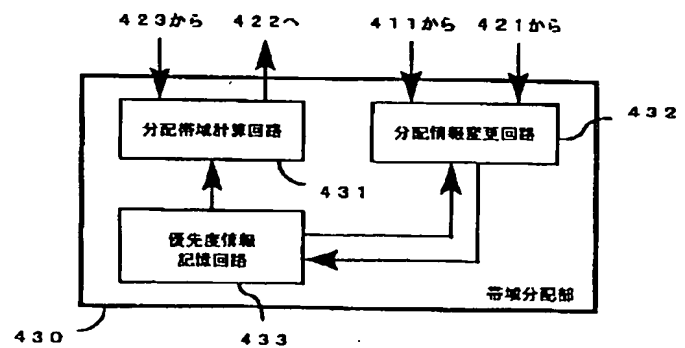 423から 422へ 411から 421から
分配帯域計算回路
分配情報変更回路
432
431
優先度情報
記憶回路
帯域分配部
430
433